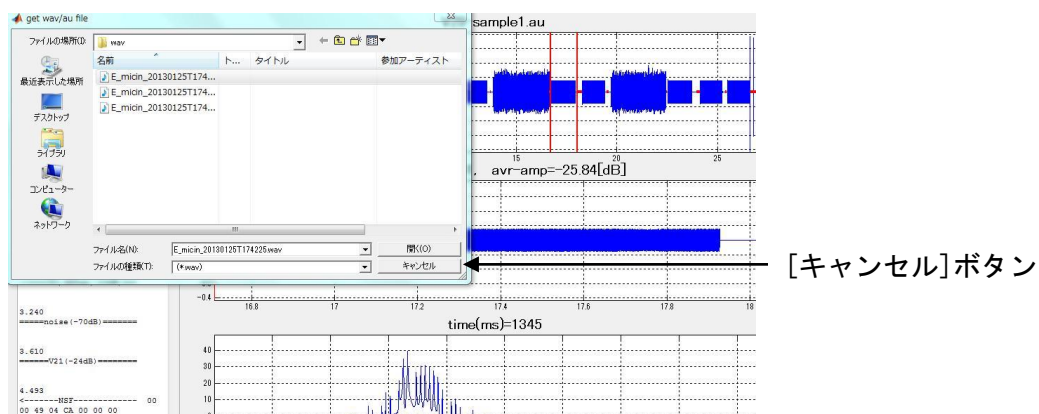 get wav/au file
ファイルの場所(I):
wav
最近表示した場所
デスクトップ
ライブラリ
コンピューター
ネットワーク
名前
ト...
タイトル
参加アーティスト
E_micin_20130125T174...
E_micin_20130125T174...
E_micin_20130125T174...
ファイル名(N):
E_micin_20130125T174225.wav
開く(O)
ファイルの種類(T):
(*.wav)
キャンセル
sample1.au
15
20
25
avr-amp=-25.84[dB]
[キャンセル]ボタン
-0.4
16.8
17
17.2
17.4
17.6
17.8
18
time(ms)=1345
40
30
20
10
0
3.240
=====noise(-70dB)=======
3.610
======V21(-24dB)========
4.493
<-------NSF------------- 00
00 49 04 CA 00 00 00